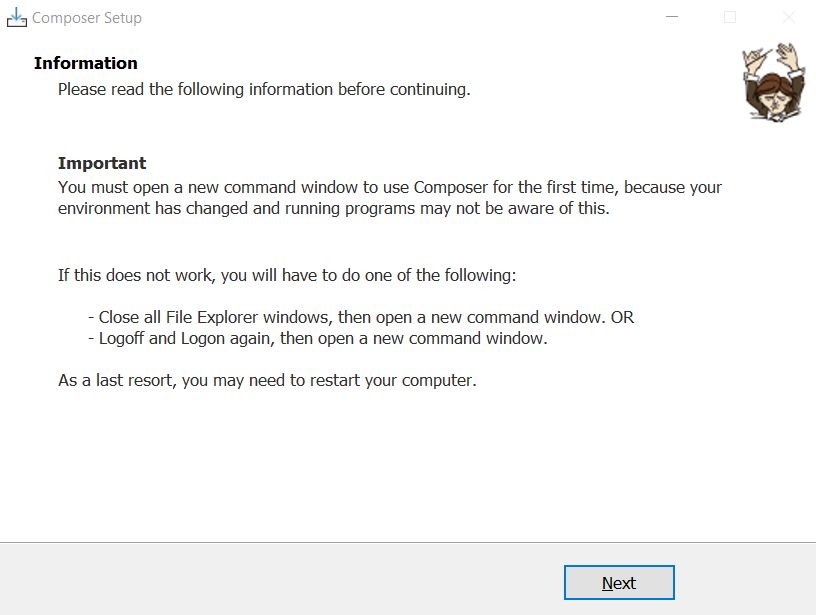 Composer Setup
Information
Please read the following information before continuing.
Important
You must open a new command window to use Composer for the first time, because your
environment has changed and running programs may not be aware of this.
If this does not work, you will have to do one of the following:
- Close all File Explorer windows, then open a new command window. OR
- Logoff and Logon again, then open a new command window.
As a last resort, you may need to restart your computer.
Next